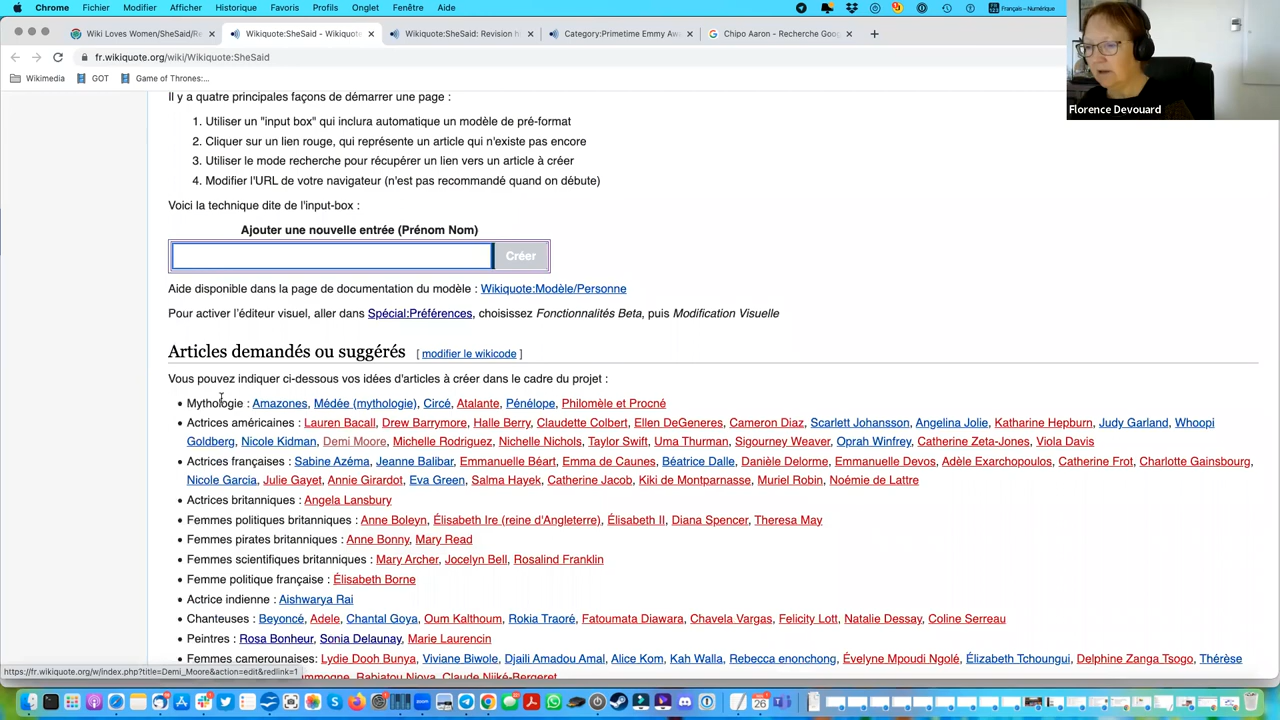 Chrome Fichier Modifier Afficher Historique Favoris Profils Onglet Fenêtre Aide Français – Numérique
Wiki Loves Women/SheSaid/Re × Wikiquote:SheSaid - Wikiquote × Wikiquote:SheSaid: Revision h × Category:Primetime Emmy Awa × Chipo Aaron - Recherche Goog × +
fr.wikiquote.org/wiki/Wikiquote:SheSaid
Wikimedia GOT Game of Thrones:...
Florence Devouard
Il y a quatre principales façons de démarrer une page :
1. Utiliser un "input box" qui inclura automatique un modèle de pré-format
2. Cliquer sur un lien rouge, qui représente un article qui n'existe pas encore
3. Utiliser le mode recherche pour récupérer un lien vers un article à créer
4. Modifier l'URL de votre navigateur (n'est pas recommandé quand on débute)
Voici la technique dite de l'input-box :
Ajouter une nouvelle entrée (Prénom Nom)
Créer
Aide disponible dans la page de documentation du modèle : Wikiquote:Modèle/Personne
Pour activer l'éditeur visuel, aller dans Spécial:Préférences, choisissez Fonctionnalités Beta, puis Modification Visuelle
Articles demandés ou suggérés [ modifier le wikicode ]
Vous pouvez indiquer ci-dessous vos idées d'articles à créer dans le cadre du projet :
• Mythologie : Amazones, Médée (mythologie), Circé, Atalante, Pénélope, Philomèle et Procné
• Actrices américaines : Lauren Bacall, Drew Barrymore, Halle Berry, Claudette Colbert, Ellen DeGeneres, Cameron Diaz, Scarlett Johansson, Angelina Jolie, Katharine Hepburn, Judy Garland, Whoopi
Goldberg, Nicole Kidman, Demi Moore, Michelle Rodriguez, Nichelle Nichols, Taylor Swift, Uma Thurman, Sigourney Weaver, Oprah Winfrey, Catherine Zeta-Jones, Viola Davis
• Actrices françaises : Sabine Azéma, Jeanne Balibar, Emmanuelle Béart, Emma de Caunes, Béatrice Dalle, Danièle Delorme, Emmanuelle Devos, Adèle Exarchopoulos, Catherine Frot, Charlotte Gainsbourg,
Nicole Garcia, Julie Gayet, Annie Girardot, Eva Green, Salma Hayek, Catherine Jacob, Kiki de Montparnasse, Muriel Robin, Noémie de Lattre
• Actrices britanniques : Angela Lansbury
• Femmes politiques britanniques : Anne Boleyn, Élisabeth Ire (reine d'Angleterre), Élisabeth II, Diana Spencer, Theresa May
• Femmes pirates britanniques : Anne Bonny, Mary Read
• Femmes scientifiques britanniques : Mary Archer, Jocelyn Bell, Rosalind Franklin
• Femme politique française : Élisabeth Borne
• Actrice indienne : Aishwarya Rai
• Chanteuses : Beyoncé, Adele, Chantal Goya, Oum Kalthoum, Rokia Traoré, Fatoumata Diawara, Chavela Vargas, Felicity Lott, Natalie Dessay, Coline Serreau
• Peintres : Rosa Bonheur, Sonia Delaunay, Marie Laurencin
• Femmes camerounaises: Lydie Dooh Bunya, Viviane Biwole, Djaili Amadou Amal, Alice Kom, Kah Walla, Rebecca enonchong, Évelyne Mpoudi Ngolé, Élizabeth Tchoungui, Delphine Zanga Tsogo, Thérèse
Rabiatou Njoya, Claude Njiké-Bergeret
https://fr.wikiquote.org/w/index.php?title=Demi_Moore&action=edit&redlink=1